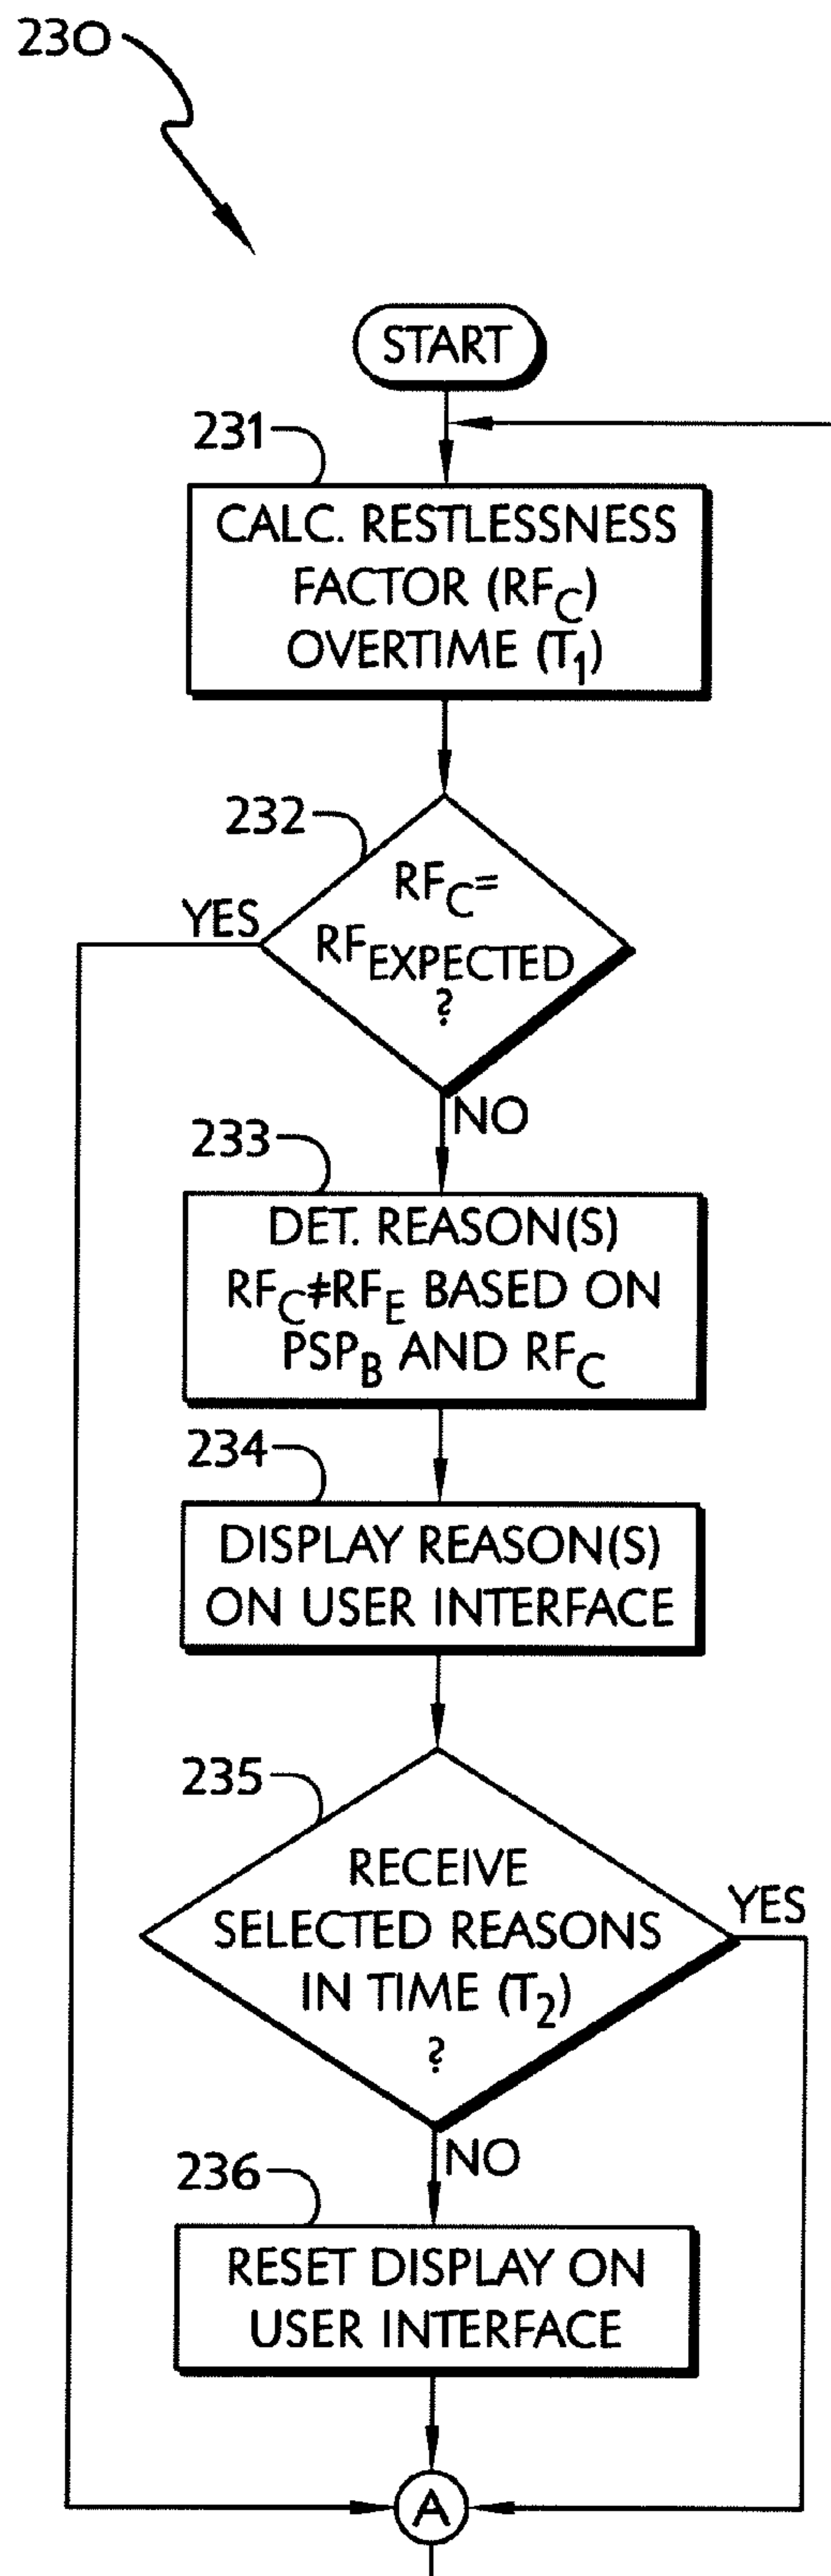 230
START
231
CALC. RESTLESSNESS
FACTOR (RFC)
OVERTIME (T1)
232
RFC=
RFEXPECTED
?
YES
NO
233
DET. REASON(S)
RFC≠RFE BASED ON
PSPB AND RFC
234
DISPLAY REASON(S)
ON USER INTERFACE
235
RECEIVE
SELECTED REASONS
IN TIME (T2)
?
YES
NO
236
RESET DISPLAY ON
USER INTERFACE
A